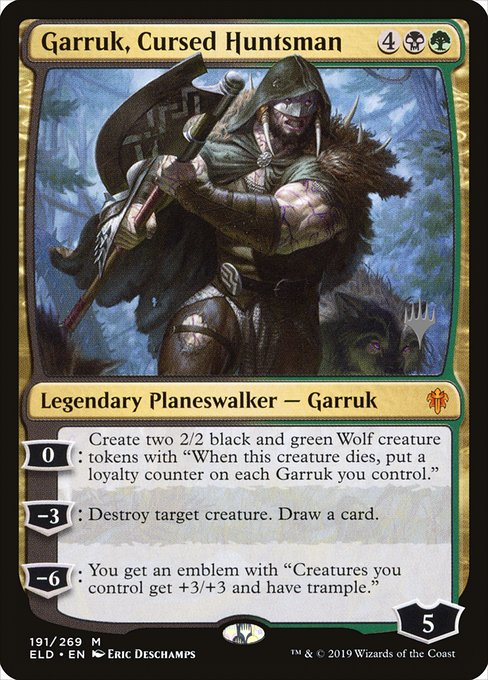 Garruk, Cursed Huntsman 4
Legendary Planeswalker — Garruk
0 : Create two 2/2 black and green Wolf creature
tokens with “When this creature dies, put a
loyalty counter on each Garruk you control.”
−3 : Destroy target creature. Draw a card.
−6 : You get an emblem with “Creatures you
control get +3/+3 and have trample.”
5
191/269 M
ELD • EN Eric Deschamps
™ & © 2019 Wizards of the Coast